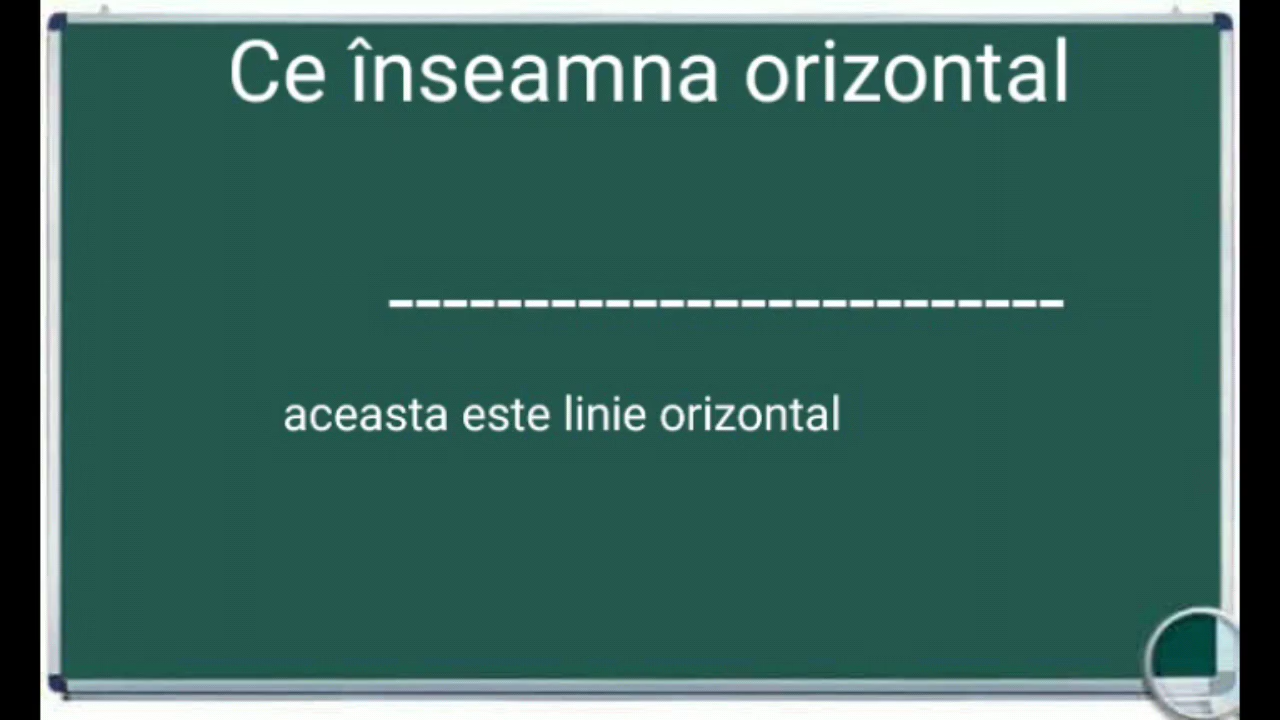 Ce înseamna orizontal
-------------------------
aceasta este linie orizontal